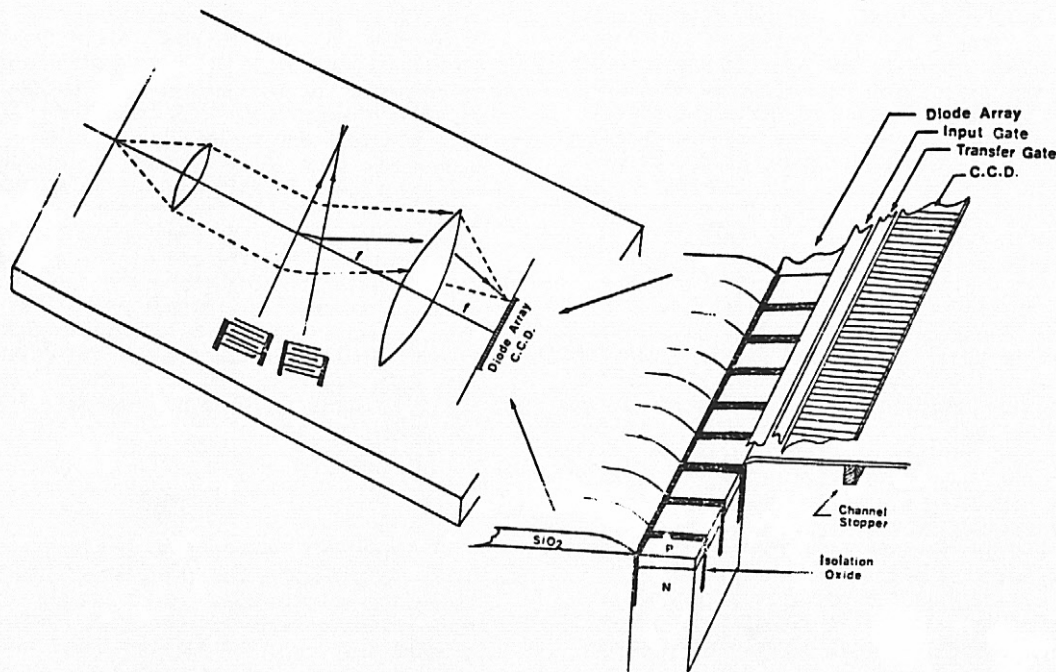 Diode Array
Input Gate
Transfer Gate
C.C.D.
f
f
Diode Array
C.C.D.
Channel
Stopper
SiO2
P
N
Isolation
Oxide